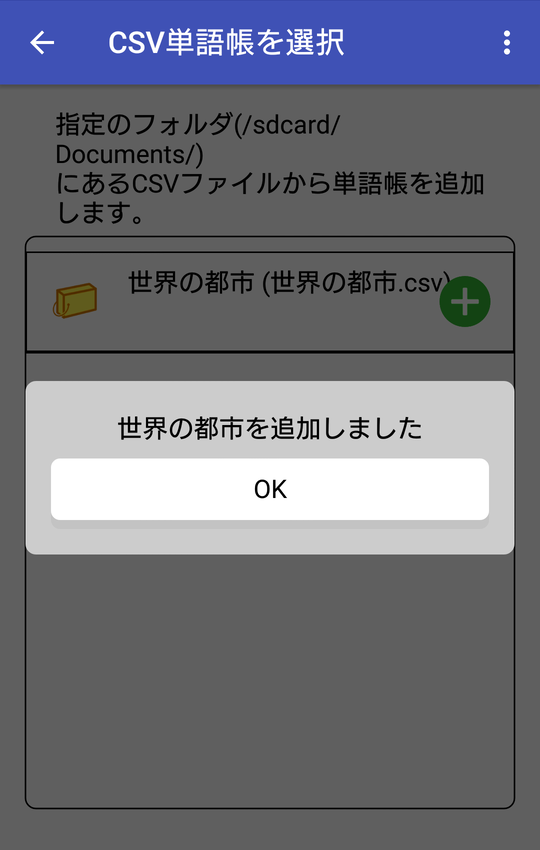 CSV単語帳を選択
指定のフォルダ(/sdcard/
Documents/)
にあるCSVファイルから単語帳を追加
します。
世界の都市 (世界の都市.csv)
世界の都市を追加しました
OK